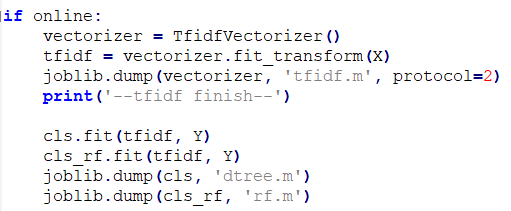 if online:
    vectorizer = TfidfVectorizer()
    tfidf = vectorizer.fit_transform(X)
    joblib.dump(vectorizer, 'tfidf.m', protocol=2)
    print('--tfidf finish--')

    cls.fit(tfidf, Y)
    cls_rf.fit(tfidf, Y)
    joblib.dump(cls, 'dtree.m')
    joblib.dump(cls_rf, 'rf.m')